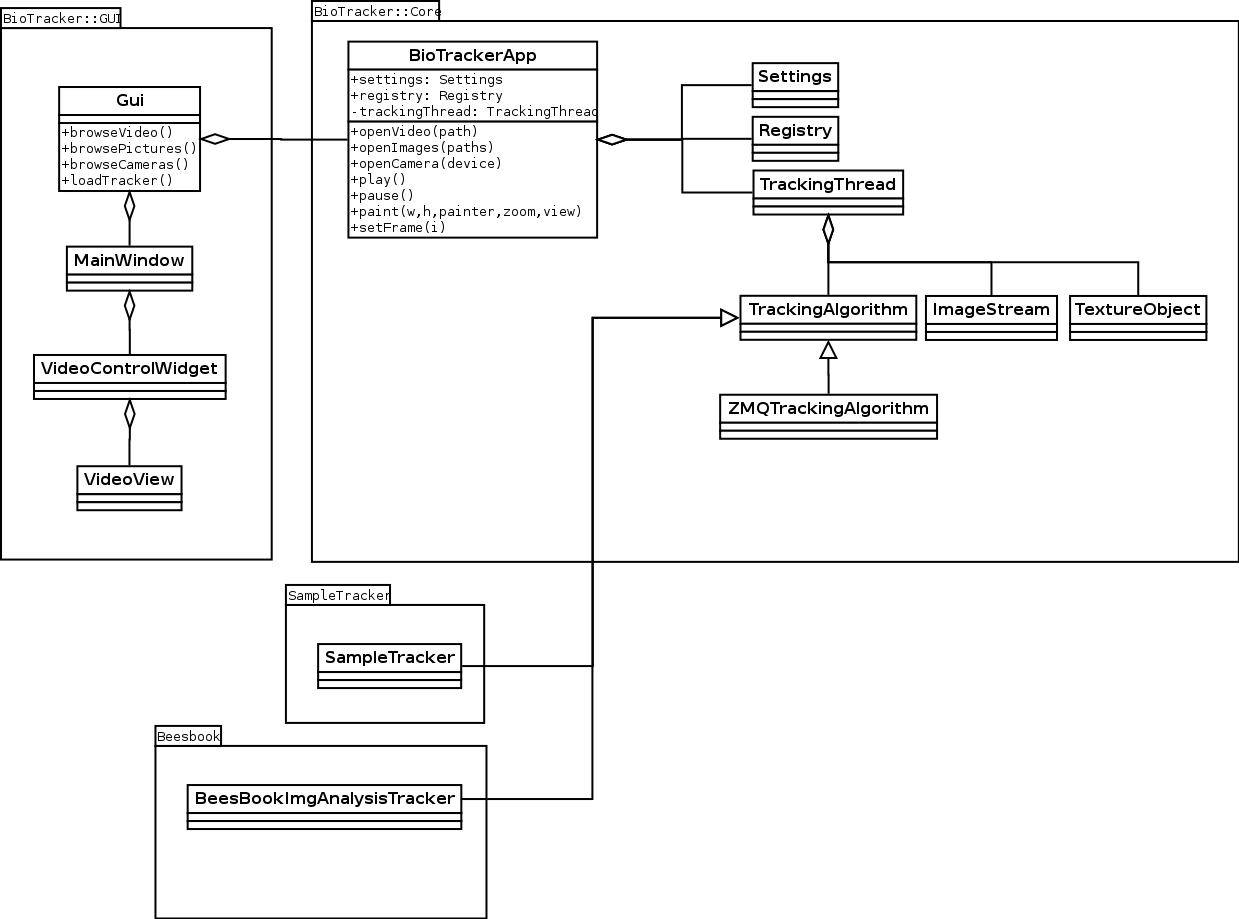 BioTracker::GUI
Gui
+browseVideo()
+browsePictures()
+browseCameras()
+loadTracker()
MainWindow
VideoControlWidget
VideoView
BioTracker::Core
BioTrackerApp
+settings: Settings
+registry: Registry
-trackingThread: TrackingThread
+openVideo(path)
+openImages(paths)
+openCamera(device)
+play()
+pause()
+paint(w,h,painter,zoom,view)
+setFrame(i)
Settings
Registry
TrackingThread
TrackingAlgorithm
ImageStream
TextureObject
ZMQTrackingAlgorithm
SampleTracker
SampleTracker
Beesbook
BeesBookImgAnalysisTracker